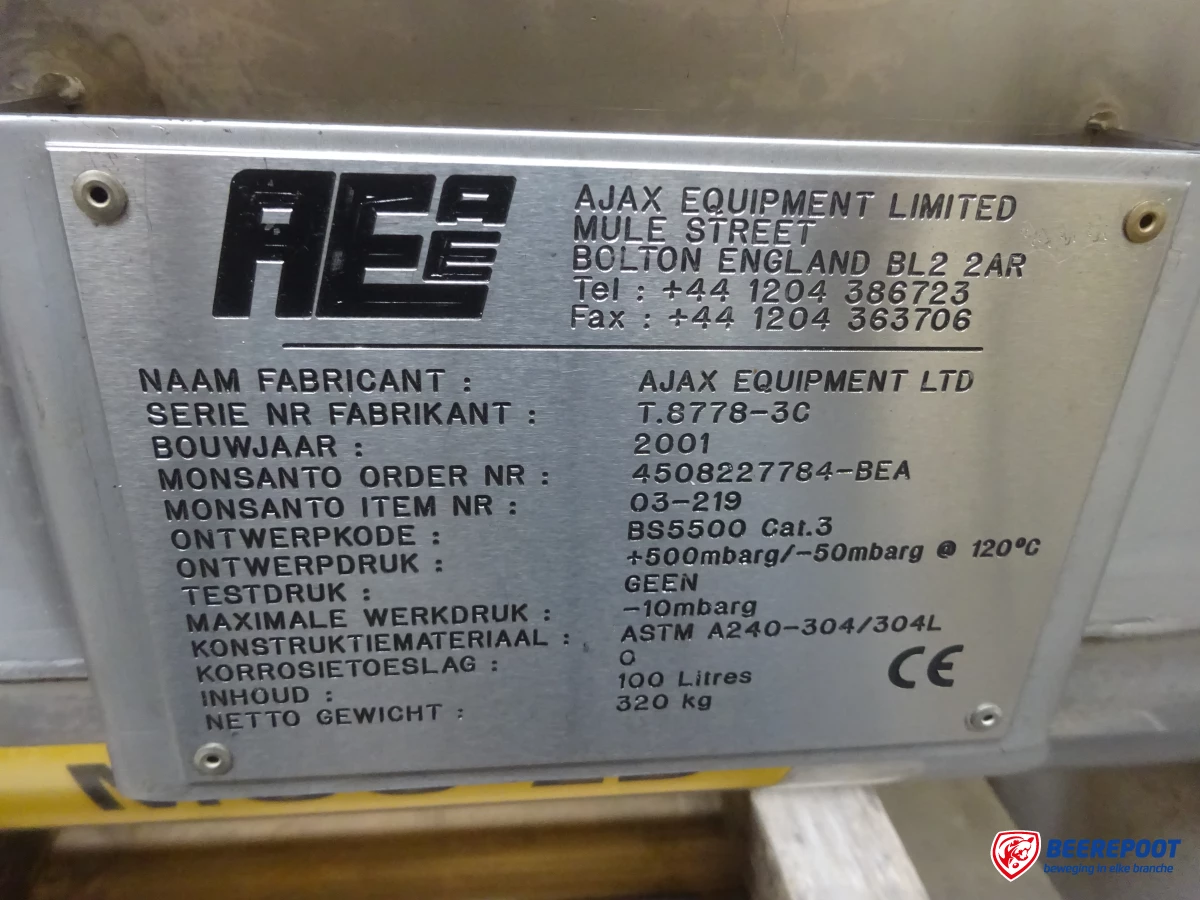 AJAX EQUIPMENT LIMITED
MULE STREET
BOLTON ENGLAND BL2 2AR
Tel : +44 1204 386723
Fax : +44 1204 363706
NAAM FABRICANT : AJAX EQUIPMENT LTD
SERIE NR FABRIKANT : T.8778-3C
BOUWJAAR : 2001
MONSANTO ORDER NR : 4508227784-BEA
MONSANTO ITEM NR : 03-219
ONTWERPKODE : BS5500 Cat.3
ONTWERPDRUK : +500mbarg/-50mbarg @ 120°C
TESTDRUK : GEEN
MAXIMALE WERKDRUK : -10mbarg
KONSTRUKTIEMATERIAAL : ASTM A240-304/304L
KORROSIETOESLAG : 0
INHOUD : 100 Litres
NETTO GEWICHT : 320 kg
CE
BEEREPOOT
beweging in elke branche